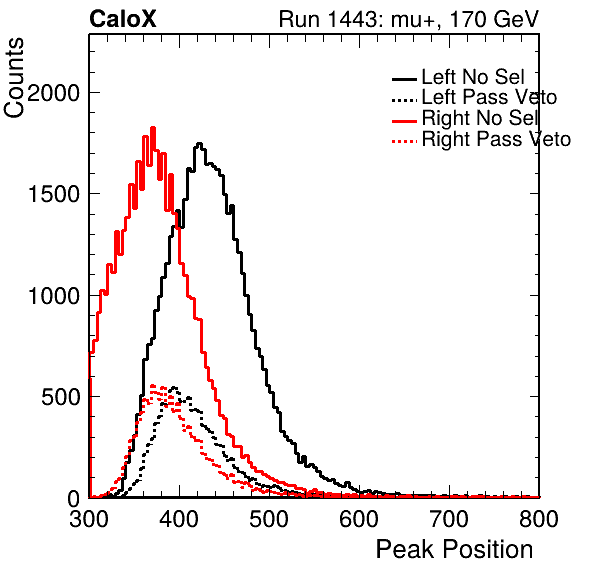 CaloX Run 1443: mu+, 170 GeV
Counts
Left No Sel
Left Pass Veto
Right No Sel
Right Pass Veto
2000
1500
1000
500
0
300 400 500 600 700 800
Peak Position